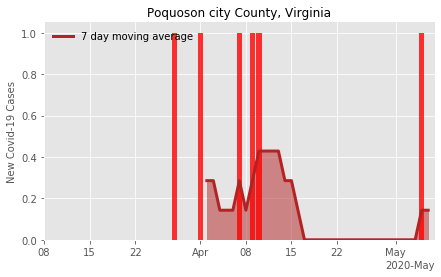 Poquoson city County, Virginia
7 day moving average
New Covid-19 Cases
1.0
0.8
0.6
0.4
0.2
0.0
08 15 22 Apr 08 15 22 May
2020-May